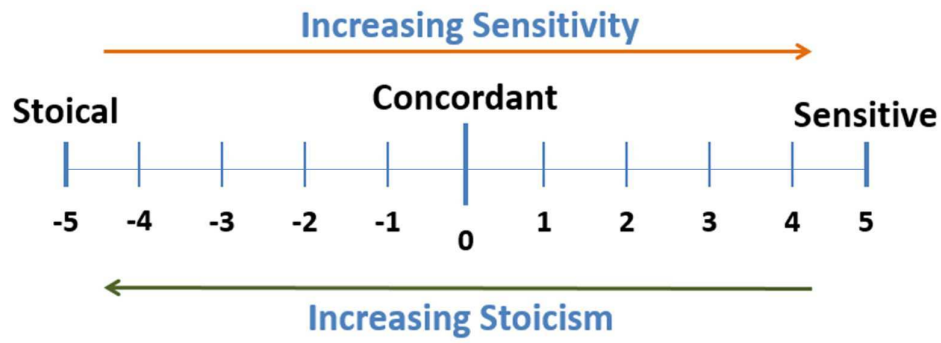 Increasing Sensitivity
Concordant
Stoical
Sensitive
-5 -4 -3 -2 -1 0 1 2 3 4 5
Increasing Stoicism